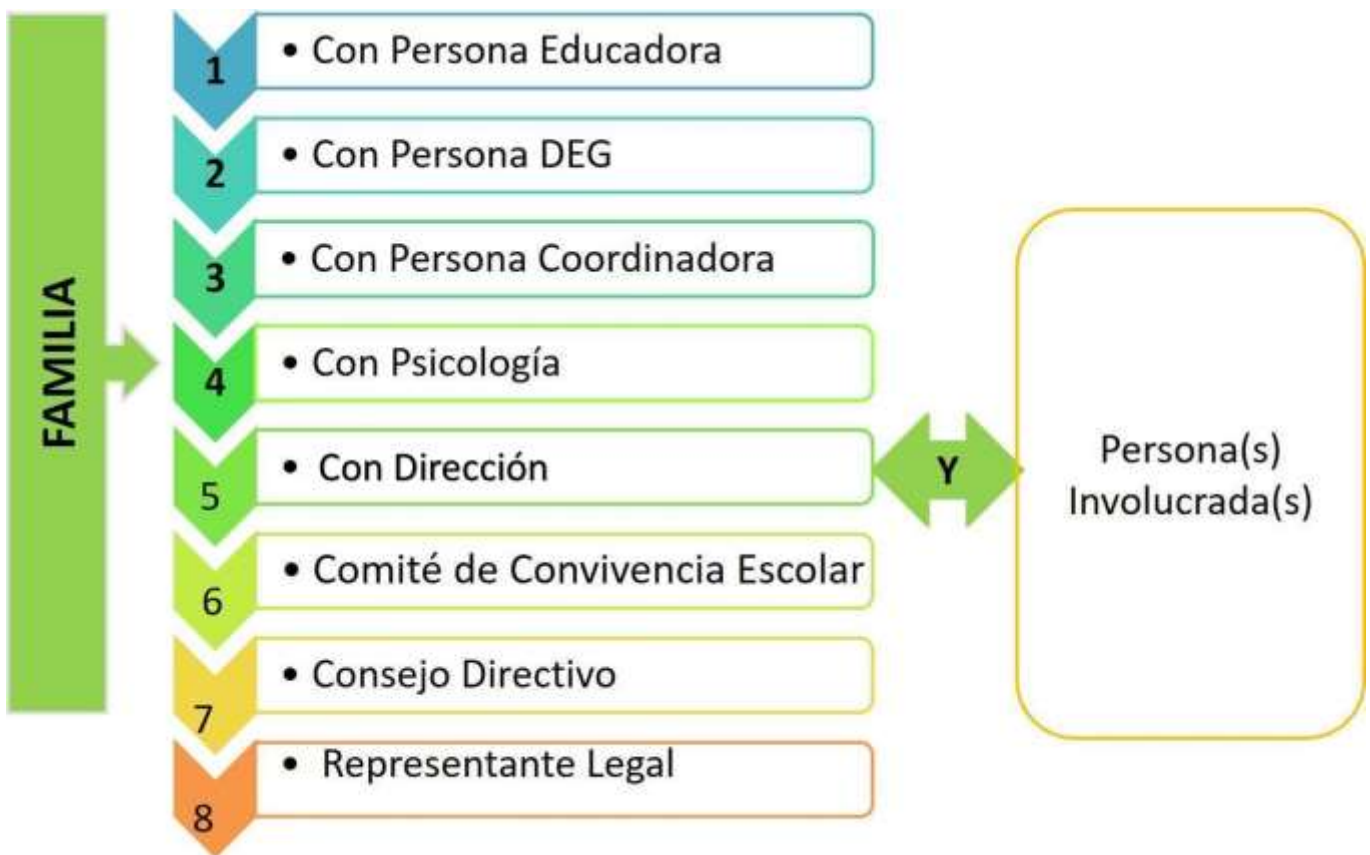 FAMILIA
1
• Con Persona Educadora
2
• Con Persona DEG
3
• Con Persona Coordinadora
4
• Con Psicología
5
• Con Dirección
6
• Comité de Convivencia Escolar
7
• Consejo Directivo
8
• Representante Legal
Y
Persona(s)
Involucrada(s)